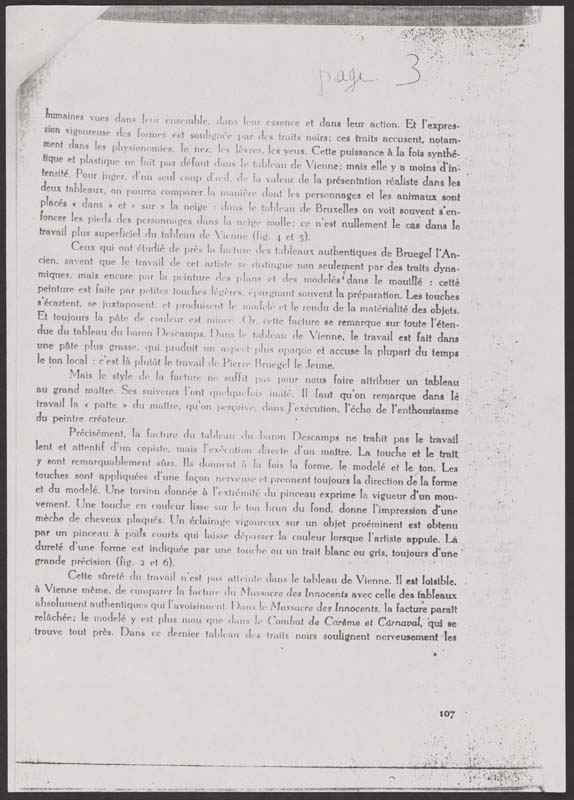 page 3
humaines vues dans leur ensemble, dans leur essence et dans leur action. Et l'expres-
sion vigoureuse des formes est soulignée par des traits noirs; ces traits accusent, notam-
ment dans les physionomies, le nez, les lèvres, les yeux. Cette puissance à la fois synthé-
tique et plastique ne fait pas défaut dans le tableau de Vienne; mais elle y a moins d'in-
tensité. Pour juger, d'un seul coup d'œil, de la valeur de la présentation réaliste dans les
deux tableaux, on pourra comparer la manière dont les personnages et les animaux sont
placés « dans » et « sur » la neige : dans le tableau de Bruxelles on voit souvent s'en-
foncer les pieds des personnages dans la neige molle; ce n'est nullement le cas dans le
travail plus superficiel du tableau de Vienne (fig. 4 et 5).
Ceux qui ont étudié de près la facture des tableaux authentiques de Bruegel l'An-
cien, savent que le travail de cet artiste se distingue non seulement par des traits dyna-
miques, mais encore par la peinture des plans et des modelés dans le mouillé : cette
peinture est faite par petites touches légères, épargnant souvent la préparation. Les touches
s'écartent, se juxtaposent, et produisent le modelé et le rendu de la matérialité des objets.
Et toujours la pâte de couleur est mince. Or, cette facture se remarque sur toute l'éten-
due du tableau du baron Descamps. Dans le tableau de Vienne, le travail est fait dans
une pâte plus grasse, qui produit un aspect plus opaque et accuse la plupart du temps
le ton local : c'est là plutôt le travail de Pierre Bruegel le Jeune.
Mais le style de la facture ne suffit pas pour nous faire attribuer un tableau
au grand maître. Ses suiveurs l'ont quelquefois imité. Il faut qu'on remarque dans le
travail la « patte » du maître, qu'on perçoive, dans l'exécution, l'écho de l'enthousiasme
du peintre créateur.
Précisément, la facture du tableau du baron Descamps ne trahit pas le travail
lent et attentif d'un copiste, mais l'exécution directe d'un maître. La touche et le trait
y sont remarquablement sûrs. Ils donnent à la fois la forme, le modelé et le ton. Les
touches sont appliquées d'une façon nerveuse et prennent toujours la direction de la forme
et du modelé. Une torsion donnée à l'extrémité du pinceau exprime la vigueur d'un mou-
vement. Une touche en couleur lisse sur le ton brun du fond, donne l'impression d'une
mèche de cheveux plaqués. Un éclairage vigoureux sur un objet proéminent est obtenu
par un pinceau à poils courts qui laisse dépasser la couleur lorsque l'artiste appuie. La
dureté d'une forme est indiquée par une touche ou un trait blanc ou gris, toujours d'une
grande précision (fig. 2 et 6).
Cette sûreté du travail n'est pas atteinte dans le tableau de Vienne. Il est loisible,
à Vienne même, de comparer la facture du Massacre des Innocents avec celle des tableaux
absolument authentiques qui l'avoisinnent. Dans le Massacre des Innocents, la facture paraît
relâchée; le modelé y est plus mou que dans le Combat de Carême et Carnaval, qui se
trouve tout près. Dans ce dernier tableau des traits noirs soulignent nerveusement les
107